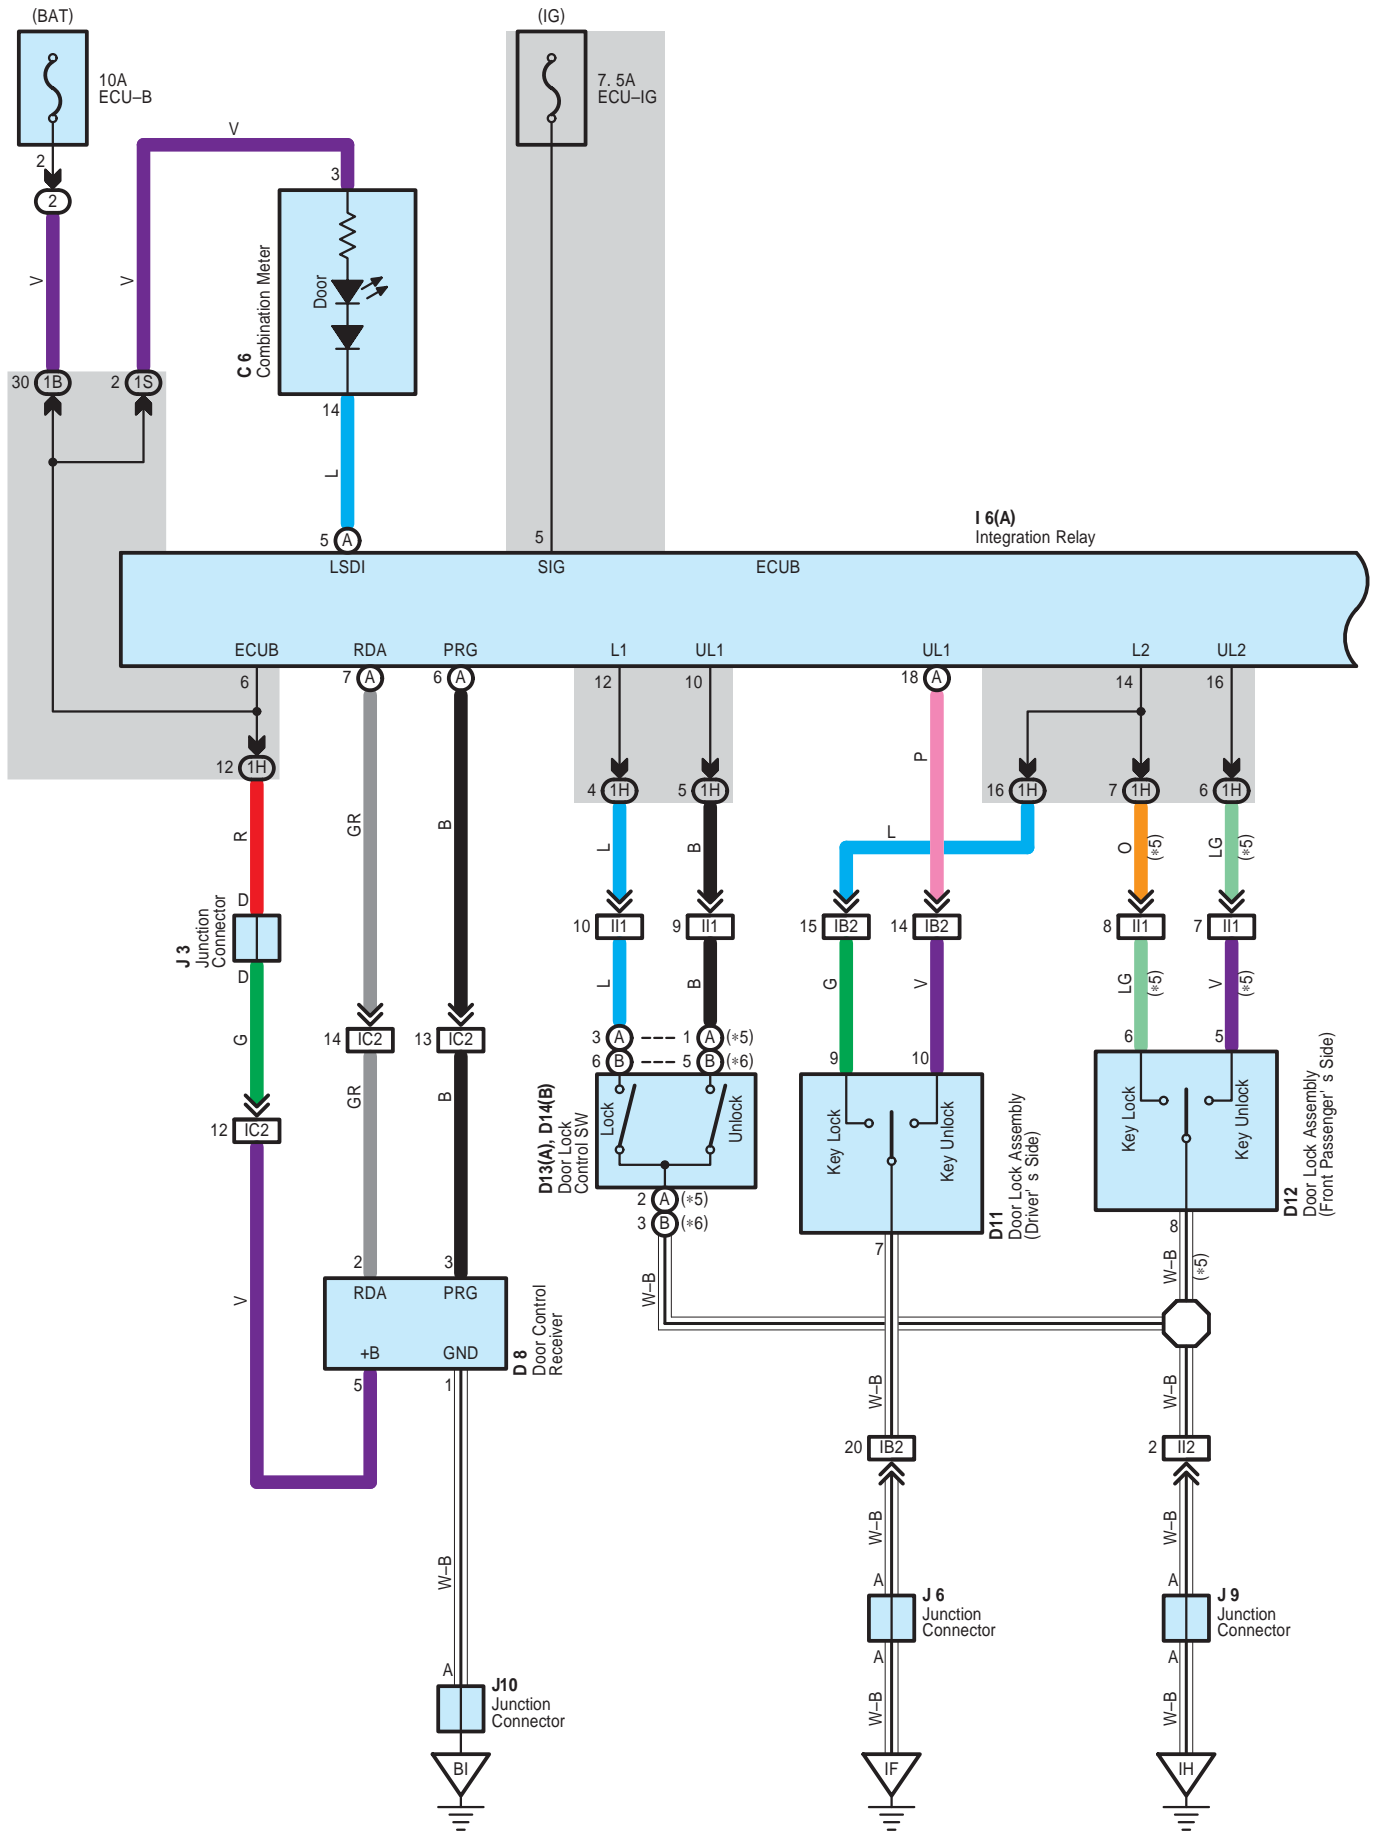 (BAT)
(IG)
10A
ECU–B
7. 5A
ECU–IG
2
2
V
V
V
3
C 6
Combination Meter
Door
30 1B
2 1S
14
L
5 A
5
I 6(A)
Integration Relay
LSDI
SIG
ECUB
ECUB
RDA
PRG
L1
UL1
UL1
L2
UL2
6
7 A
6 A
12
10
18 A
14
16
12 1H
4 1H
5 1H
16 1H
7 1H
6 1H
R
GR
B
L
B
L
P
O
(*5)
LG
(*5)
D
J 3
Junction
Connector
D
10 II1
9 II1
15 IB2
14 IB2
8 II1
7 II1
G
L
B
G
V
LG
(*5)
V
(*5)
14 IC2
13 IC2
3 A
1 A (*5)
6 B
5 B (*6)
9
10
6
5
12 IC2
GR
B
D13(A), D14(B)
Door Lock
Control SW
Lock
Unlock
Key Lock
Key Unlock
D11
Door Lock Assembly
(Driver' s Side)
Key Lock
Key Unlock
D12
Door Lock Assembly
(Front Passenger' s Side)
2 A (*5)
3 B (*6)
7
8
W–B
W–B
(*5)
V
2
3
RDA
PRG
+B
GND
D 8
Door Control
Receiver
5
1
W–B
W–B
20 IB2
2 II2
W–B
W–B
W–B
A
J 6
Junction
Connector
A
A
J 9
Junction
Connector
A
A
J10
Junction
Connector
W–B
W–B
BI
IF
IH